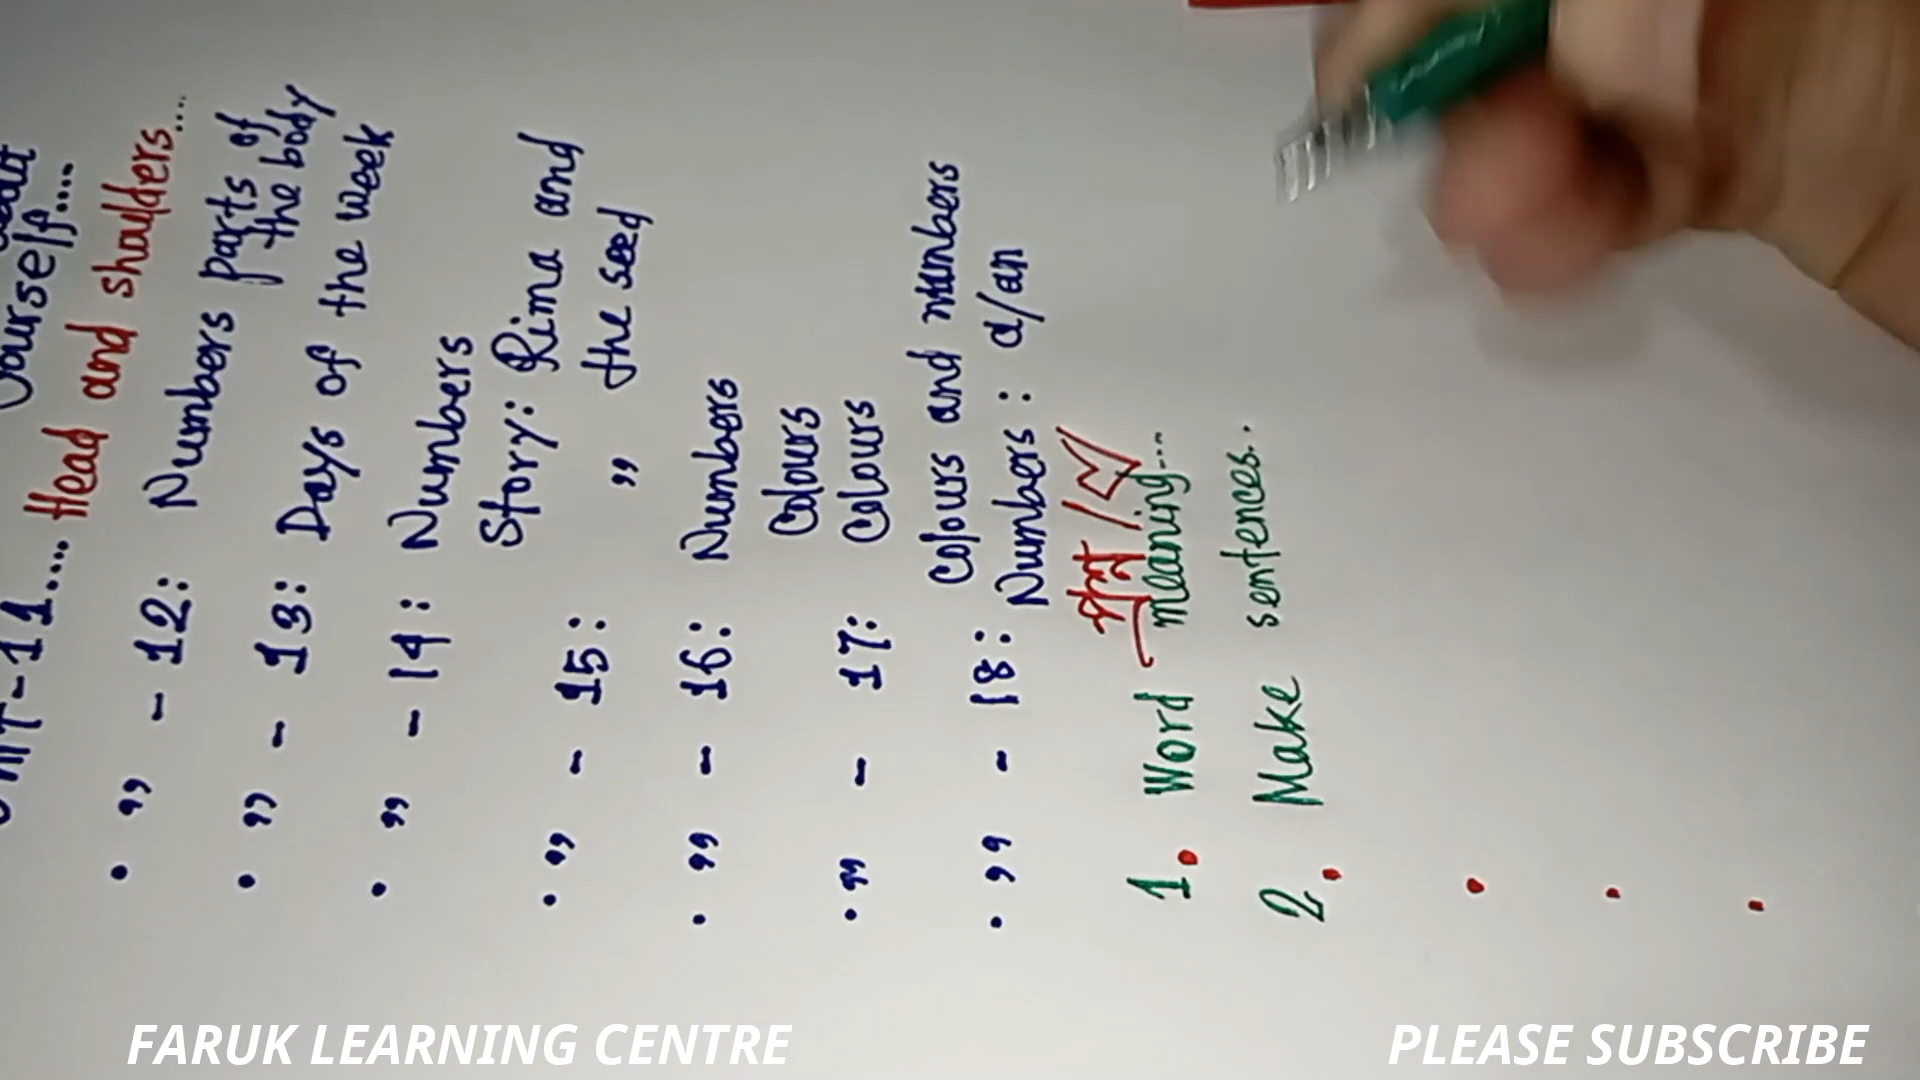 yourself....
UNIT-11.... Head and shoulders....
• " - 12: Numbers parts of
the body
• " - 13: Days of the week
• " - 14: Numbers
Story: Rima and
• " - 15: " the seed
• " - 16: Numbers
Colours
• " - 17: Colours
Colours and numbers
• " - 18: Numbers: a/an
1. Word meaning...
2. Make sentences.
FARUK LEARNING CENTRE
PLEASE SUBSCRIBE